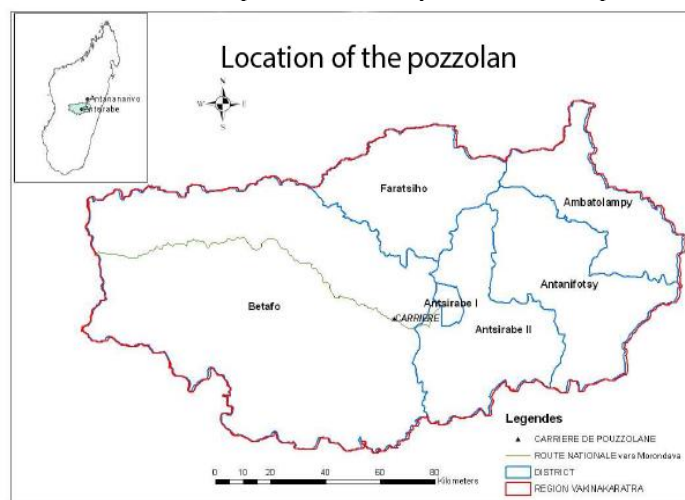 Location of the pozzolan
Antananarivo
Antsirabe
N
W
E
S
Faratsiho
Ambatolampy
Antanifotsy
Betafo
Antsirabe I
CARRIERE
Antsirabe II
Legendes
CARRIERE DE POUZZOLANE
ROUTE NATIONALE vers Morondava
DISTRICT
REGION VAKINAKARATRA
0 10 20 40 60 80
Kilometers